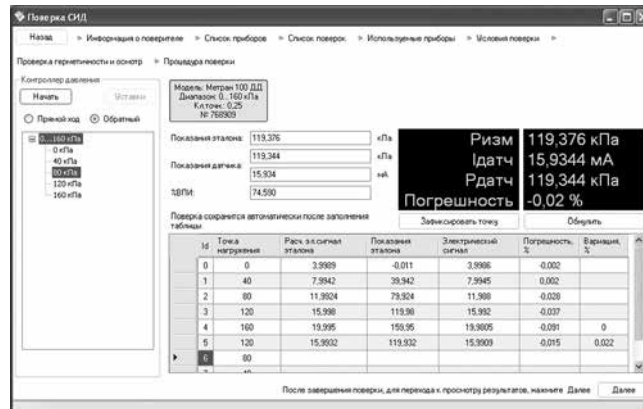 Поверка СИД
Назад » Информация о поверителе » Список приборов » Список поверок » Используемые приборы » Условия поверки »
Проверка герметичности и осмотр » Процедура поверки
Контроллер давления
Начать Уставки
Прямой ход Обратный
0...160 кПа
0 кПа
40 кПа
80 кПа
120 кПа
160 кПа
Модель: Метран 100 ДД
Диапазон: 0...160 кПа
Кл.точн.: 0,25
№ 768909
Показания эталона: 119,376 кПа
Показания датчика: 119,344 кПа
15,934 мА
%ВПИ: 74,590
Pизм 119,376 кПа
Iдатч 15,9344 мА
Pдатч 119,344 кПа
Погрешность -0,02 %
Поверка сохранится автоматически после заполнения таблицы
Зафиксировать точку Обнулить
Id Точка нагружения Расч. эл.сигнал эталона Показания эталона Электрический сигнал Погрешность, % Вариация, %
0 0 3,9989 -0,011 3,9986 -0,002
1 40 7,9942 39,942 7,9945 0,002
2 80 11,9924 79,924 11,988 -0,028
3 120 15,998 119,98 15,992 -0,037
4 160 19,995 159,95 19,9805 -0,091 0
5 120 15,9932 119,932 15,9909 -0,015 0,022
6 80
После завершения поверки, для перехода к просмотру результатов, нажмите Далее Далее